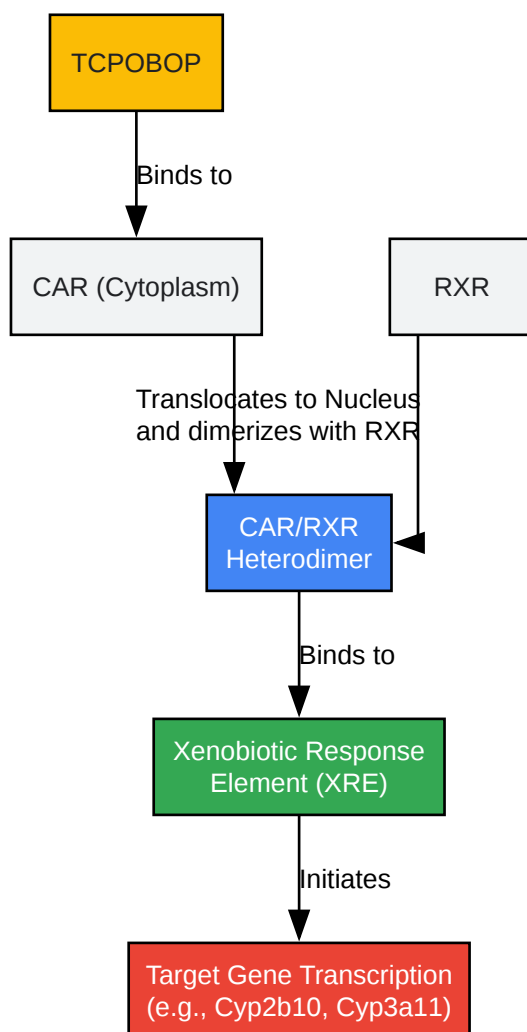 TCPOBOP
Binds to
CAR (Cytoplasm)
RXR
Translocates to Nucleus
and dimerizes with RXR
CAR/RXR
Heterodimer
Binds to
Xenobiotic Response
Element (XRE)
Initiates
Target Gene Transcription
(e.g., Cyp2b10, Cyp3a11)